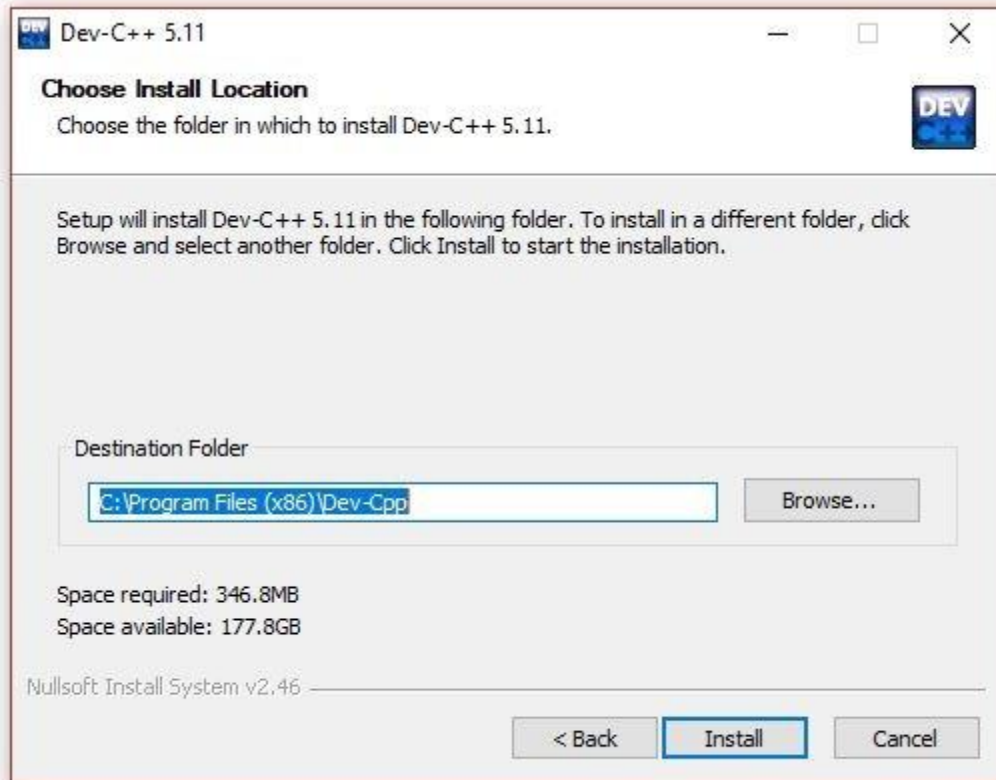 DEV
C++
Dev-C++ 5.11
Choose Install Location
Choose the folder in which to install Dev-C++ 5.11.
DEV
C++
Setup will install Dev-C++ 5.11 in the following folder. To install in a different folder, click
Browse and select another folder. Click Install to start the installation.
Destination Folder
C:\Program Files (x86)\Dev-Cpp
Browse...
Space required: 346.8MB
Space available: 177.8GB
Nullsoft Install System v2.46
< Back
Install
Cancel